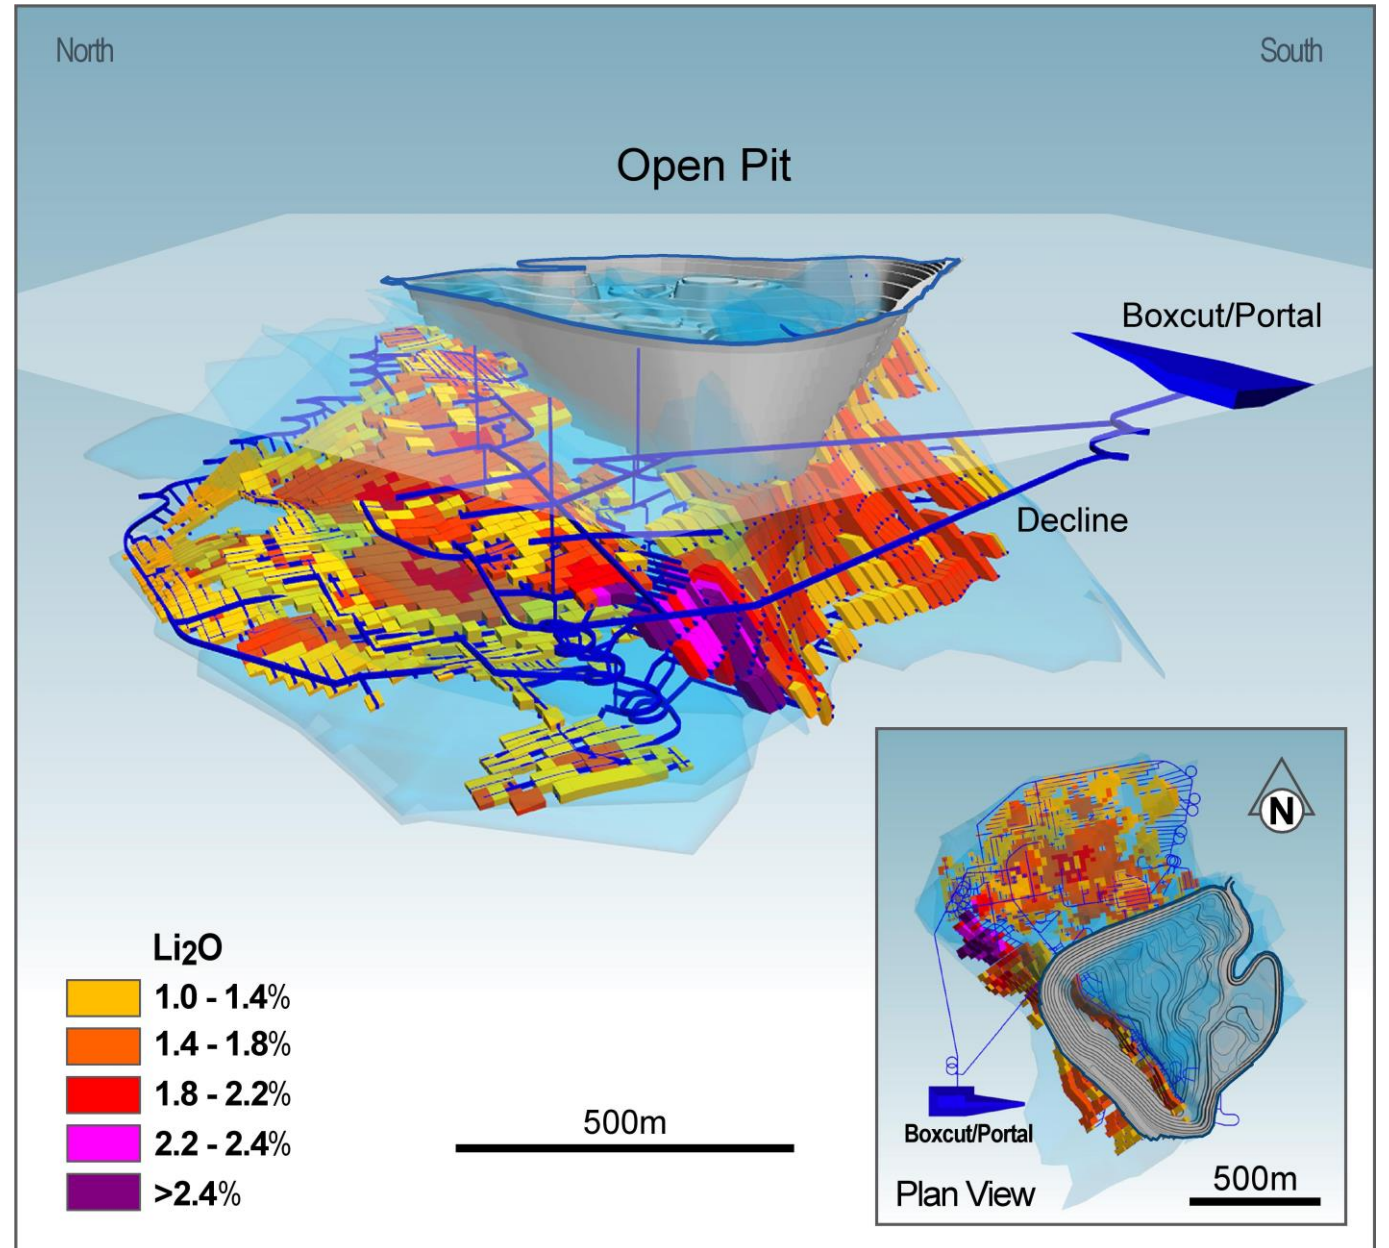 North
South
Open Pit
Boxcut/Portal
Decline
Li₂O
1.0 - 1.4%
1.4 - 1.8%
1.8 - 2.2%
2.2 - 2.4%
>2.4%
500m
N
Boxcut/Portal
Plan View
500m